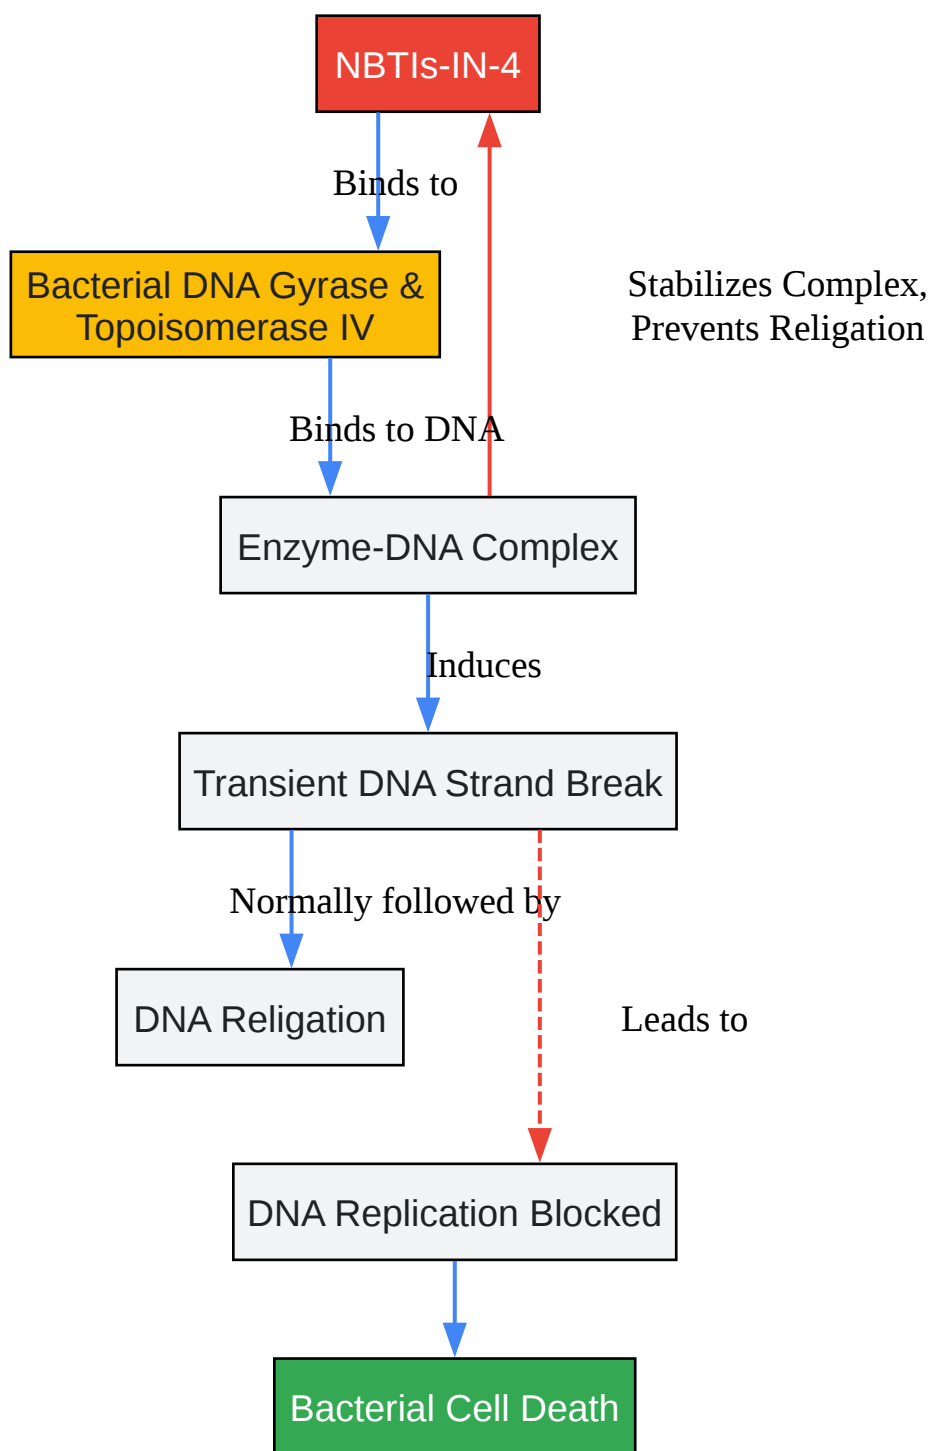 NBTIs-IN-4
Binds to
Bacterial DNA Gyrase &
Topoisomerase IV
Stabilizes Complex,
Prevents Religation
Binds to DNA
Enzyme-DNA Complex
Induces
Transient DNA Strand Break
Normally followed by
DNA Religation
Leads to
DNA Replication Blocked
Bacterial Cell Death